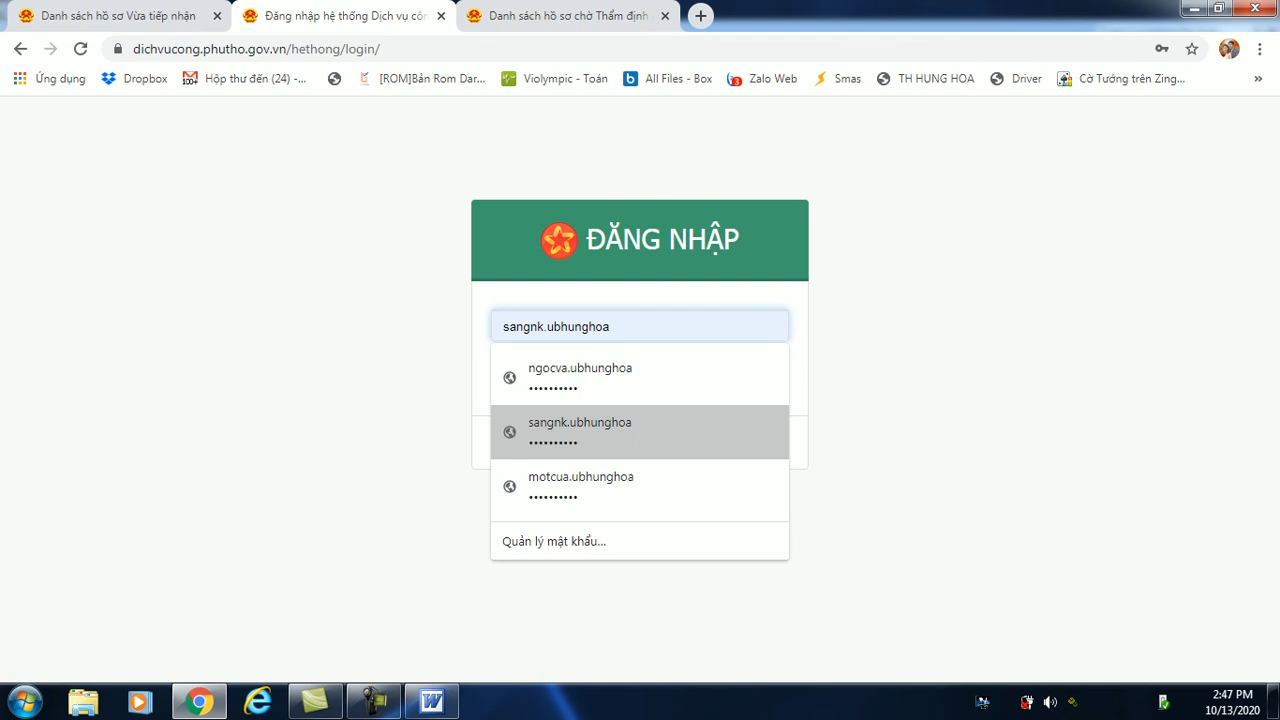 Danh sách hồ sơ Vừa tiếp nhận
Đăng nhập hệ thống Dịch vụ côn
Danh sách hồ sơ chờ Thẩm định
dichvucong.phutho.gov.vn/hethong/login/
Ứng dụng
Dropbox
Hộp thư đến (24) -...
[ROM]Bản Rom Dar...
Violympic - Toán
All Files - Box
Zalo Web
Smas
TH HUNG HOA
Driver
Cờ Tướng trên Zing...
»
ĐĂNG NHẬP
sangnk.ubhunghoa
ngocva.ubhunghoa
••••••••••
sangnk.ubhunghoa
••••••••••
motcua.ubhunghoa
••••••••••
Quản lý mật khẩu...
2:47 PM
10/13/2020